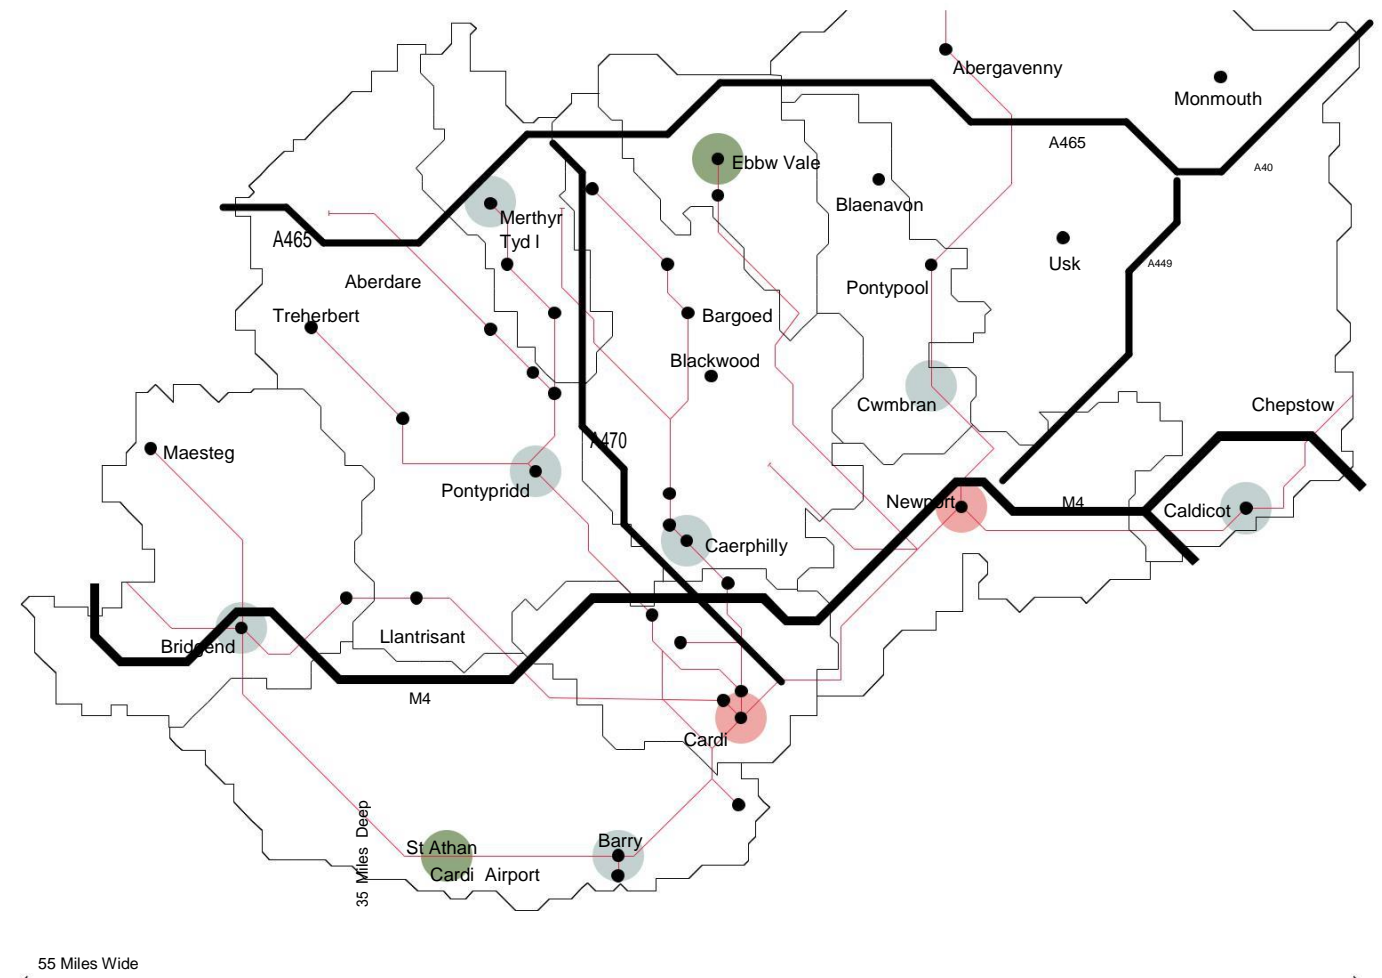 Abergavenny
Monmouth
A465
Ebbw Vale
A40
Blaenavon
Merthyr
Tyd l
A465
Usk
A449
Aberdare
Pontypool
Treherbert
Bargoed
Blackwood
Cwmbran
Chepstow
A470
Maesteg
Pontypridd
Newport
M4
Caldicot
Caerphilly
Llantrisant
Bridgend
M4
Cardi
35 Miles Deep
Barry
St Athan
Cardi Airport
55 Miles Wide